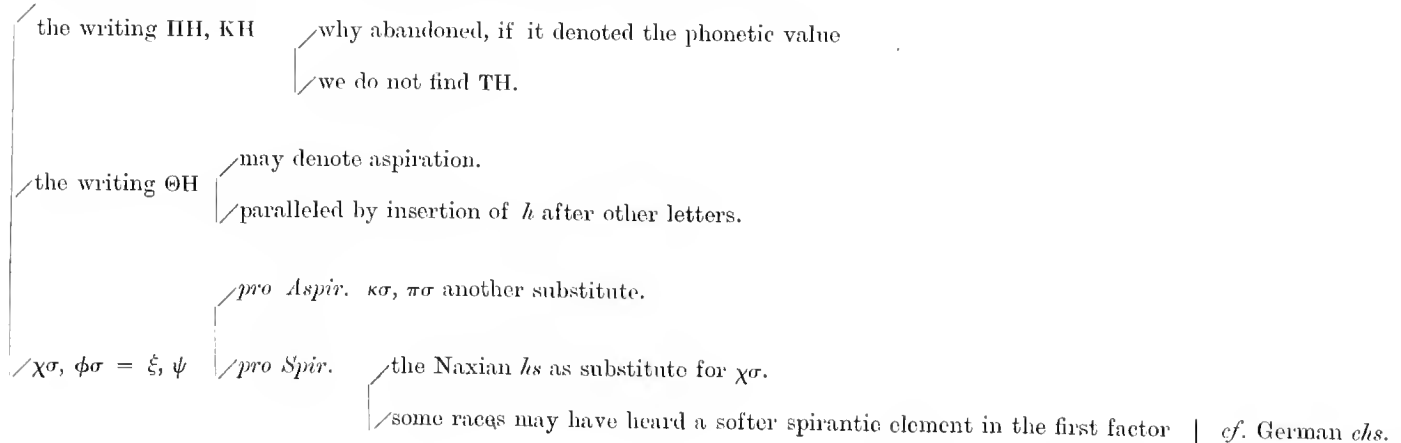 the writing ΠΗ, ΚΗ why abandoned, if it denoted the phonetic value
we do not find TH.
may denote aspiration.
the writing ΘΗ
paralleled by insertion of h after other letters.
pro Aspir. κσ, πσ another substitute.
χσ, φσ = ξ, ψ pro Spir. the Naxian hs as substitute for χσ.
some races may have heard a softer spirantic element in the first factor | cf. German chs.